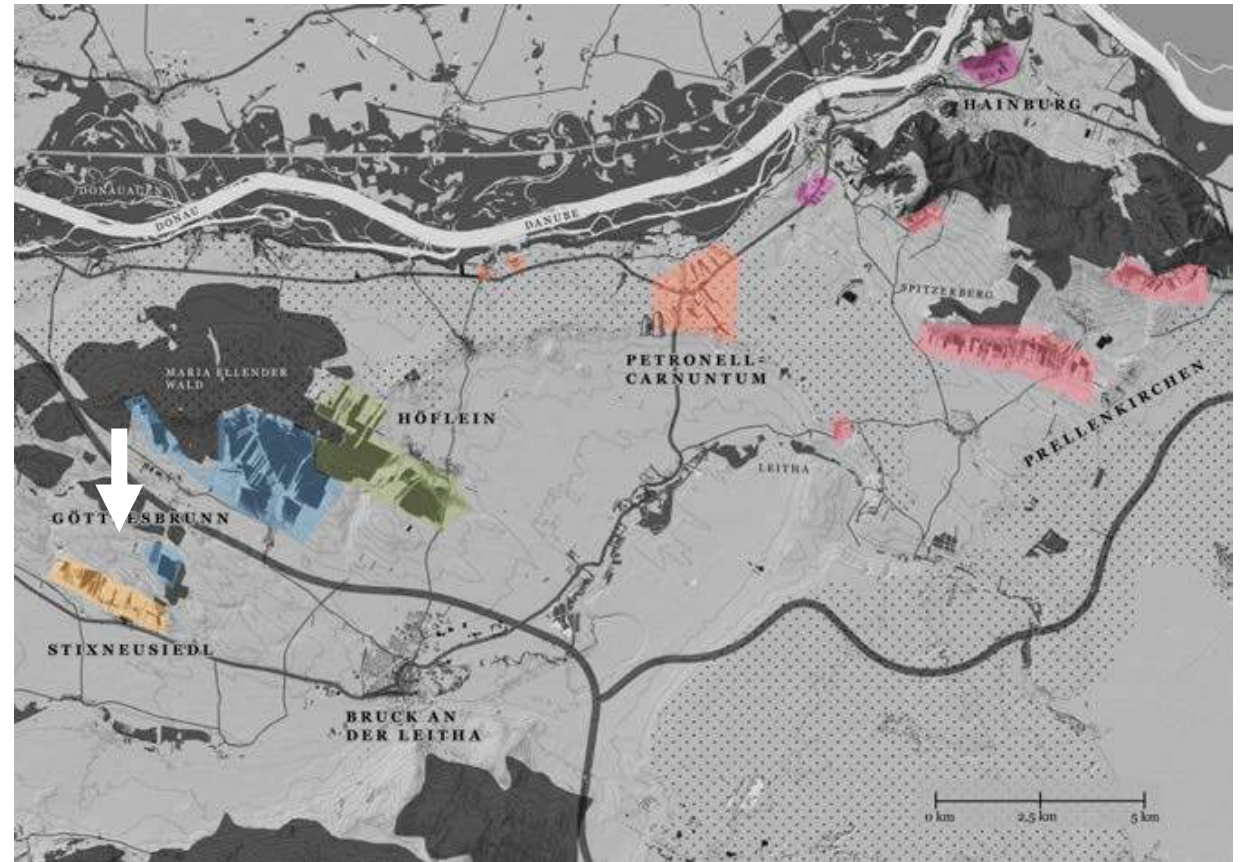 HAINBURG
DONAUAUEN
DONAU
DANUBE
SPITZERBERG
PETRONELL=
CARNUNTUM
MARIA ELLENDER
WALD
HÖFLEIN
PRELLENKIRCHEN
LEITHA
STIXNEUSIEDL
BRUCK AN
DER LEITHA
0 km
2,5 km
5 km